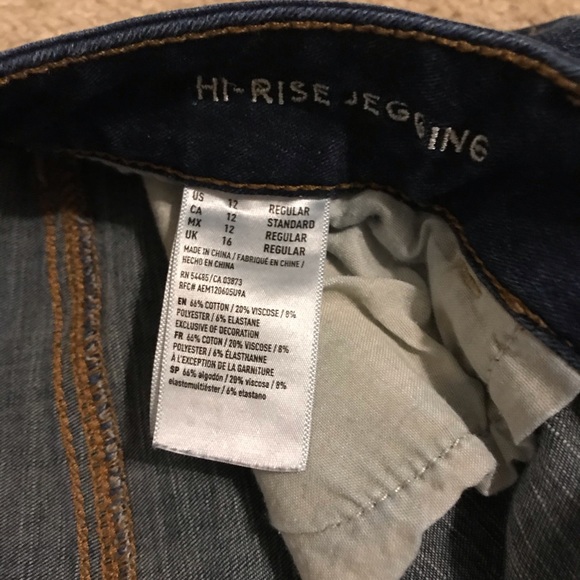 HI-RISE JEGGING
US 12 REGULAR
CA 12 STANDARD
MX 12 REGULAR
UK 16 REGULAR
MADE IN CHINA / FABRIQUÉ EN CHINE /
HECHO EN CHINA
RN 54485/CA 03873
BFC# AEM120605U9A
EN 66% COTTON / 20% VISCOSE / 8%
POLYESTER / 6% ELASTANE
EXCLUSIVE OF DECORATION
FR 66% COTON / 20% VISCOSE / 8%
POLYESTER / 6% ÉLASTHANNE
À L'EXCEPTION DE LA GARNITURE
SP 66% algodón / 20% viscosa / 8%
elastomultiéster / 6% elastano